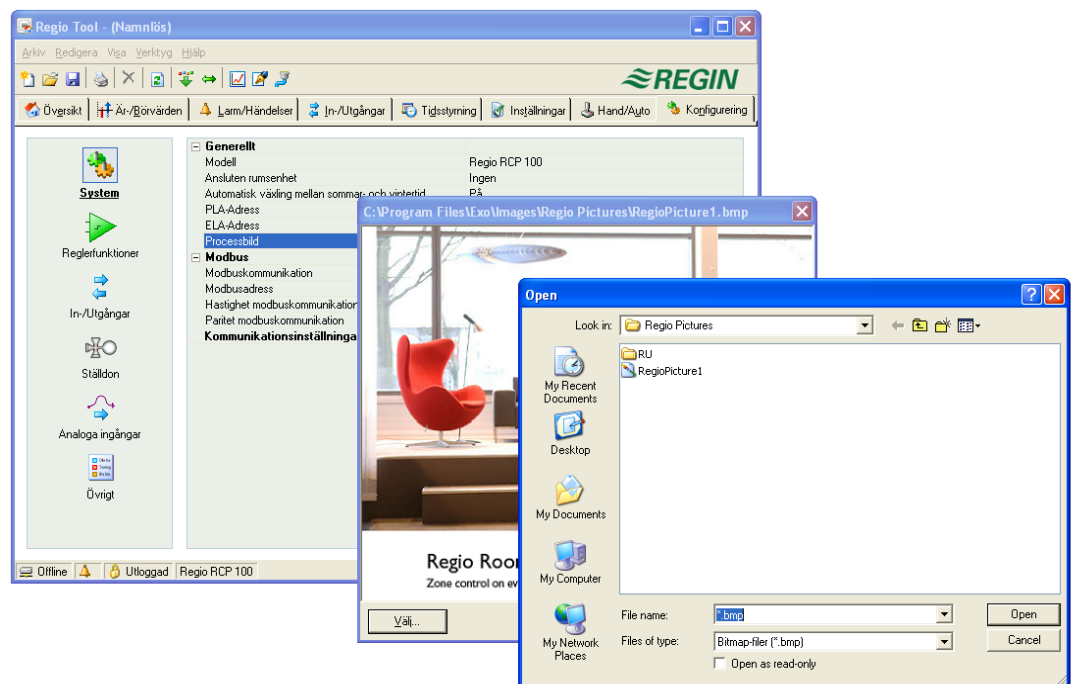 Regio Tool - (Namnlös)
Arkiv Redigera Visa Verktyg Hjälp
REGIN
Översikt Är-/Börvärden Larm/Händelser In-/Utgångar Tidsstyrning Inställningar Hand/Auto Konfigurering
System
Reglerfunktioner
In-/Utgångar
Ställdon
Analoga ingångar
Övrigt
Generellt
Modell Regio RCP 100
Ansluten rumsenhet Ingen
Automatisk växling mellan sommar- och vintertid På
PLA-Adress
ELA-Adress
Processbild
Modbus
Modbuskommunikation
Modbusadress
Hastighet modbuskommunikation
Paritet modbuskommunikation
Kommunikationsinställninga
Offline Utloggad Regio RCP 100
C:\Program Files\Exo\Images\Regio Pictures\RegioPicture1.bmp
Regio Roo
Zone control on ev
Välj...
Open
Look in: Regio Pictures
My Recent
Documents
Desktop
My Documents
My Computer
My Network
Places
RU
RegioPicture1
File name: *.bmp Open
Files of type: Bitmap-filer (*.bmp) Cancel
Open as read-only